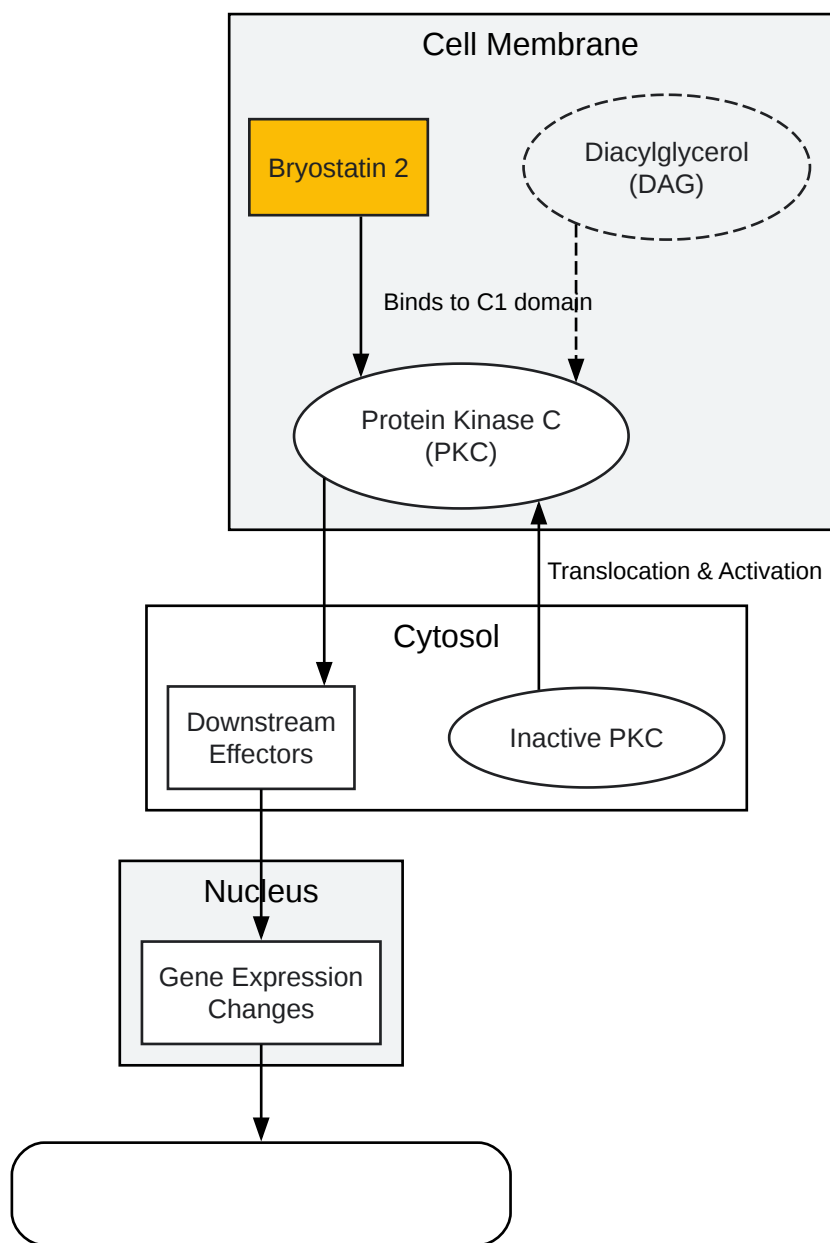 Cell Membrane
Bryostatin 2
Diacylglycerol
(DAG)
Binds to C1 domain
Protein Kinase C
(PKC)
Translocation & Activation
Cytosol
Downstream
Effectors
Inactive PKC
Nucleus
Gene Expression
Changes